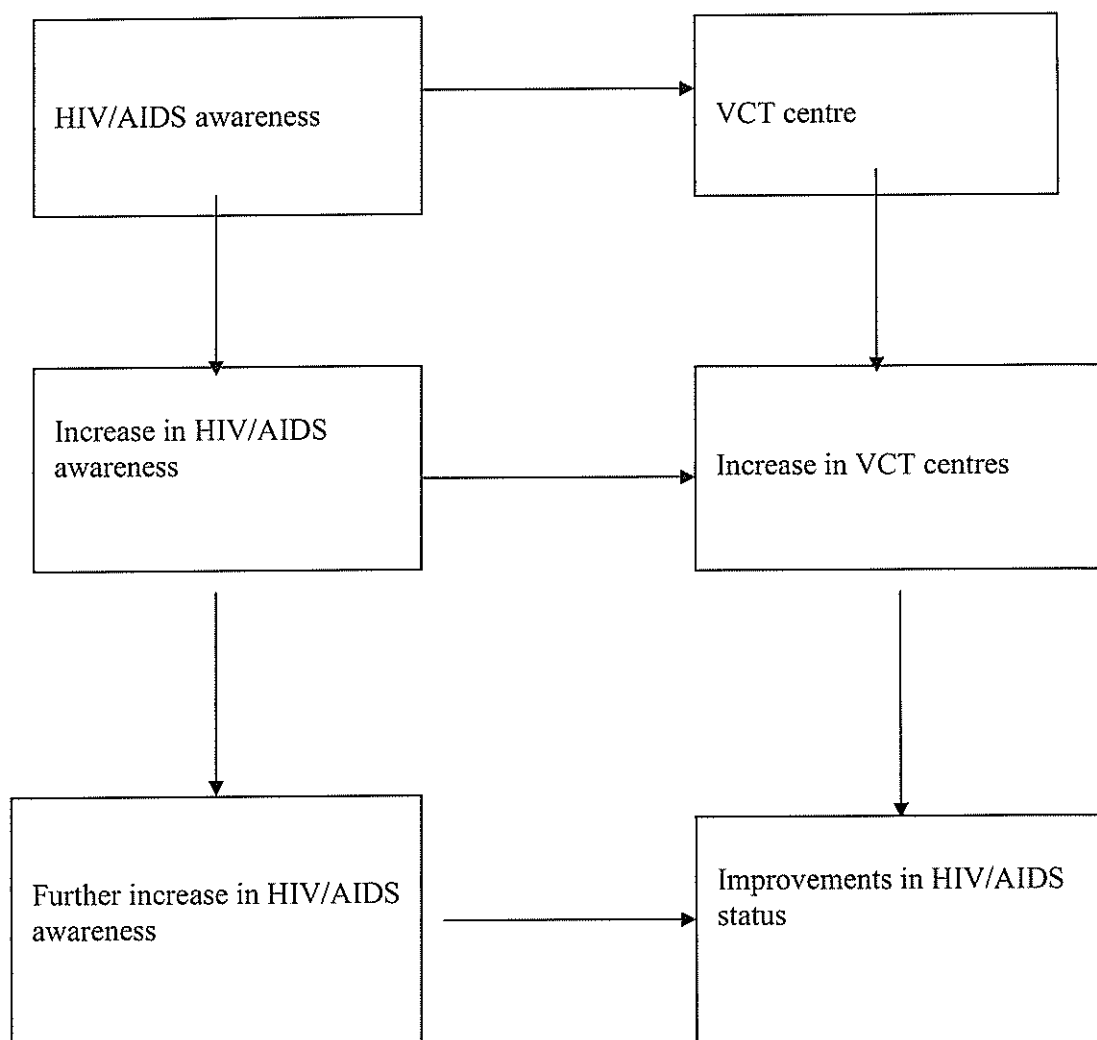 HIV/AIDS awareness
VCT centre
Increase in HIV/AIDS
awareness
Increase in VCT centres
Further increase in HIV/AIDS
awareness
Improvements in HIV/AIDS
status